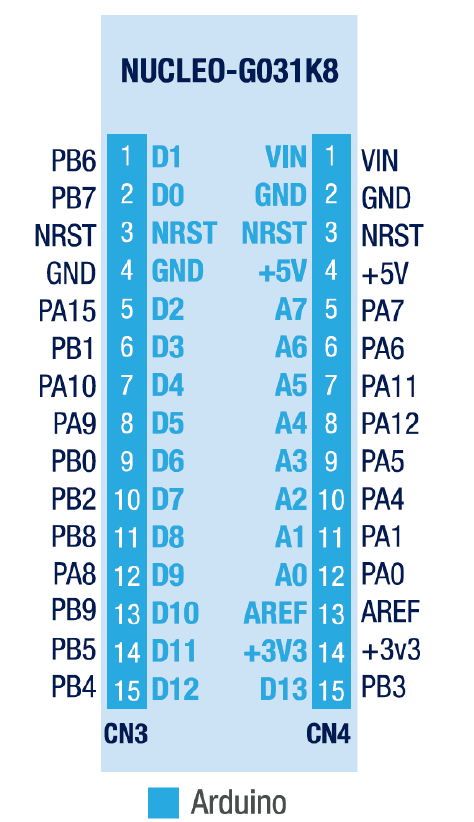 NUCLEO-G031K8
PB6 1 D1 VIN 1 VIN
PB7 2 D0 GND 2 GND
NRST 3 NRST NRST 3 NRST
GND 4 GND +5V 4 +5V
PA15 5 D2 A7 5 PA7
PB1 6 D3 A6 6 PA6
PA10 7 D4 A5 7 PA11
PA9 8 D5 A4 8 PA12
PB0 9 D6 A3 9 PA5
PB2 10 D7 A2 10 PA4
PB8 11 D8 A1 11 PA1
PA8 12 D9 A0 12 PA0
PB9 13 D10 AREF 13 AREF
PB5 14 D11 +3V3 14 +3v3
PB4 15 D12 D13 15 PB3
CN3 CN4
Arduino